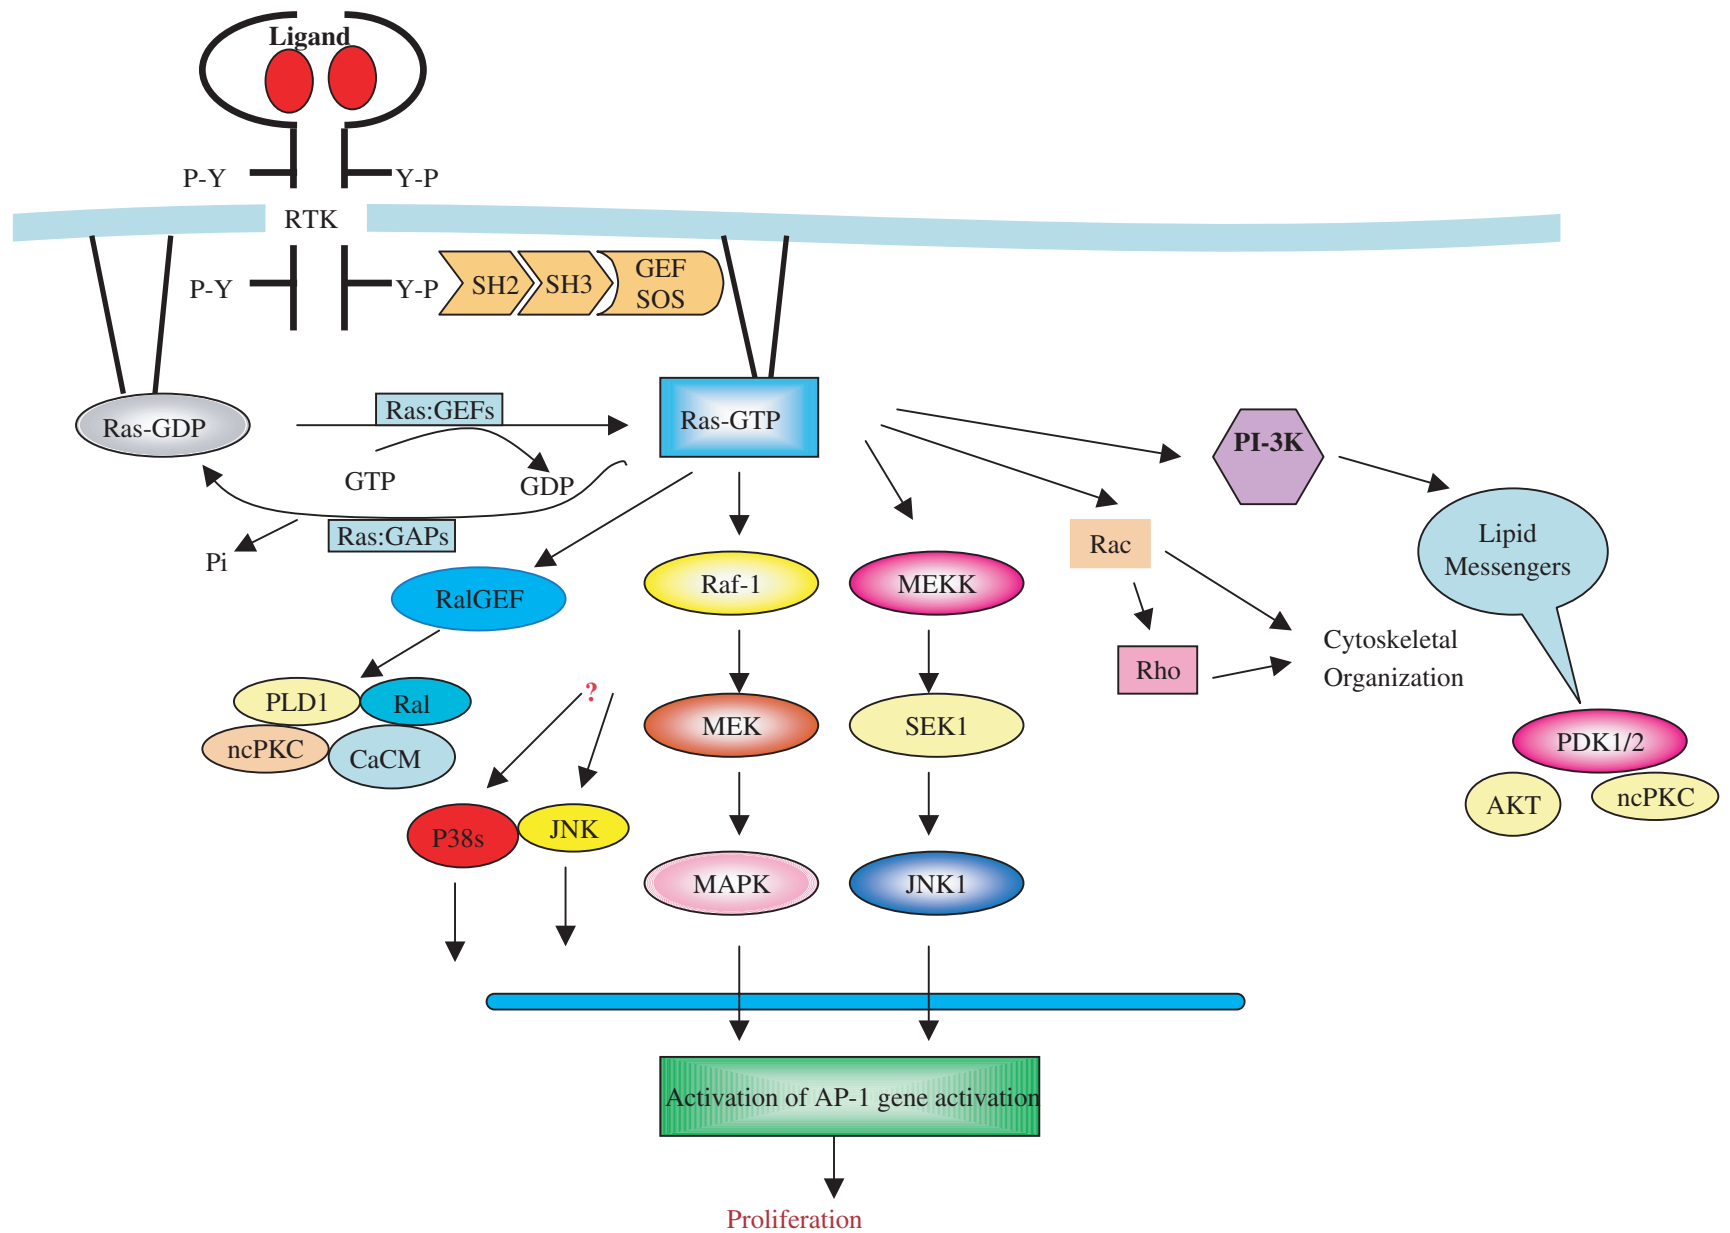 Ligand
P-Y
Y-P
RTK
P-Y
Y-P
SH2
SH3
GEF
SOS
Ras-GDP
Ras:GEFs
Ras-GTP
GTP
GDP
Ras:GAPs
Pi
PI-3K
Lipid
Messengers
Rac
RalGEF
Raf-1
MEKK
Cytoskeletal
Organization
Rho
PLD1
Ral
?
MEK
SEK1
ncPKC
CaCM
PDK1/2
AKT
ncPKC
P38s
JNK
MAPK
JNK1
Activation of AP-1 gene activation
Proliferation